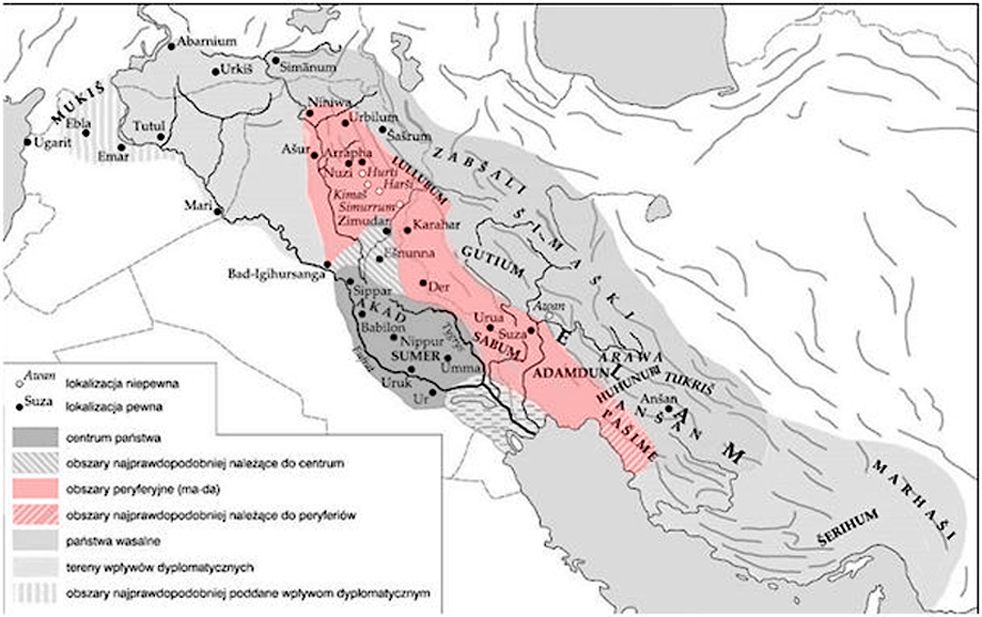 Abarnium
Urkiš
Simānum
MUKIŠ
Ebla
Ugarit
Emar
Tutul
Mari
Niniwa
Urbilum
Šašrum
Ašur
Arrapha
Nuzi
Hurti
Harši
Kimaš
Simurrum
LULLUBUM
ZABŠALI
ŠIMAŠKI
Zimudar
Karahar
Ešnunna
GUTIUM
Bad-Igihursanga
Sippar
Der
AKAD
Babilon
Nippur
SUMER
Umma
Uruk
Ur
Eufrat
Tygrys
Awan
Urua
Suza
SABUM
ELAM
ADAMDUN
ARAWA
HUHUNURI
TUKRIŠ
Anšan
ANŠAN
PAŠIME
MARHAŠI
ŠERIHUM
Awan lokalizacja niepewna
Suza lokalizacja pewna
centrum państwa
obszary najprawdopodobniej należące do centrum
obszary peryferyjne (ma-da)
obszary najprawdopodobniej należące do peryferiów
państwa wasalne
tereny wpływów dyplomatycznych
obszary najprawdopodobniej poddane wpływom dyplomatycznym